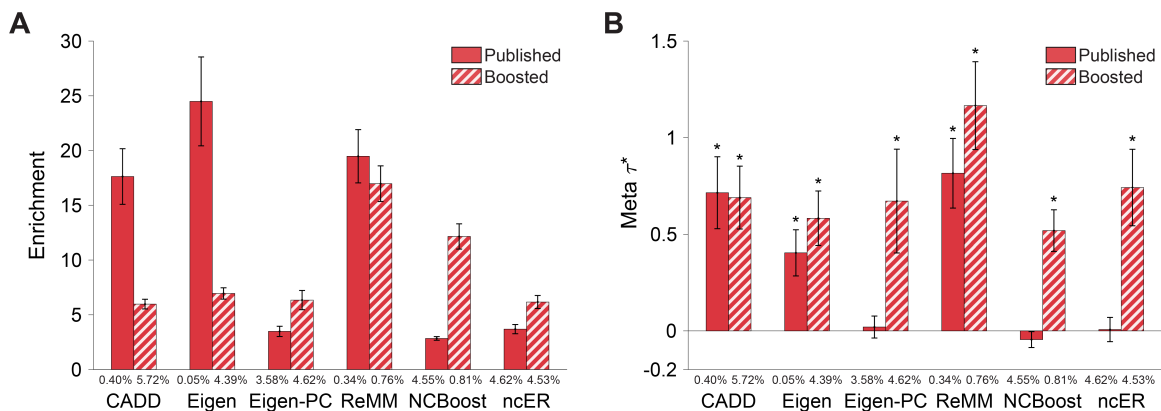 A
Enrichment
30
25
20
15
10
5
0
Published
Boosted
0.40% 5.72% 0.05% 4.39% 3.58% 4.62% 0.34% 0.76% 4.55% 0.81% 4.62% 4.53%
CADD Eigen Eigen-PC ReMM NCBoost ncER
B
Meta τ*
1.5
1
0.5
0
-0.2
Published
Boosted
* * * * * * * * *
0.40% 5.72% 0.05% 4.39% 3.58% 4.62% 0.34% 0.76% 4.55% 0.81% 4.62% 4.53%
CADD Eigen Eigen-PC ReMM NCBoost ncER